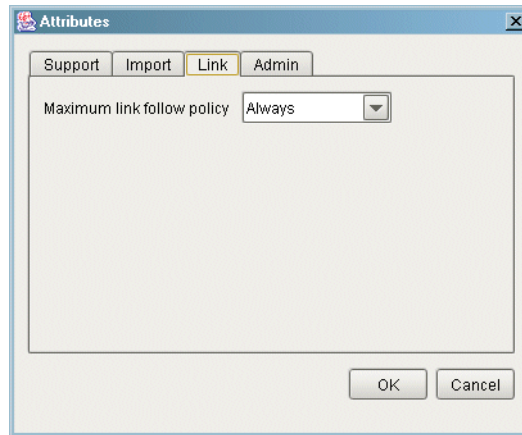 Attributes
Support Import Link Admin
Maximum link follow policy Always
OK Cancel